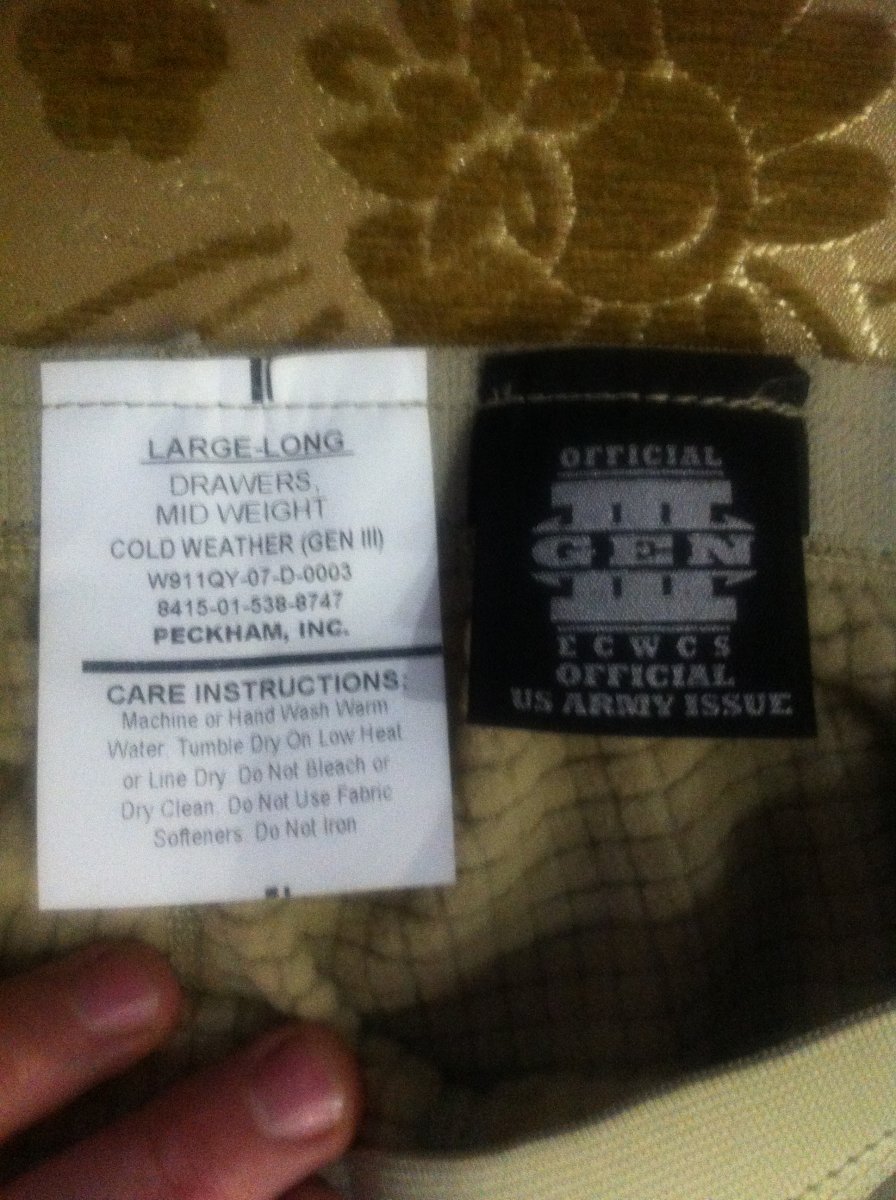 LARGE-LONG
DRAWERS,
MID WEIGHT
COLD WEATHER (GEN III)
W911QY-07-D-0003
8415-01-538-8747
PECKHAM, INC.
CARE INSTRUCTIONS:
Machine or Hand Wash Warm
Water. Tumble Dry On Low Heat
or Line Dry. Do Not Bleach or
Dry Clean. Do Not Use Fabric
Softeners. Do Not Iron
OFFICIAL
III
GEN
ECWCS
OFFICIAL
US ARMY ISSUE